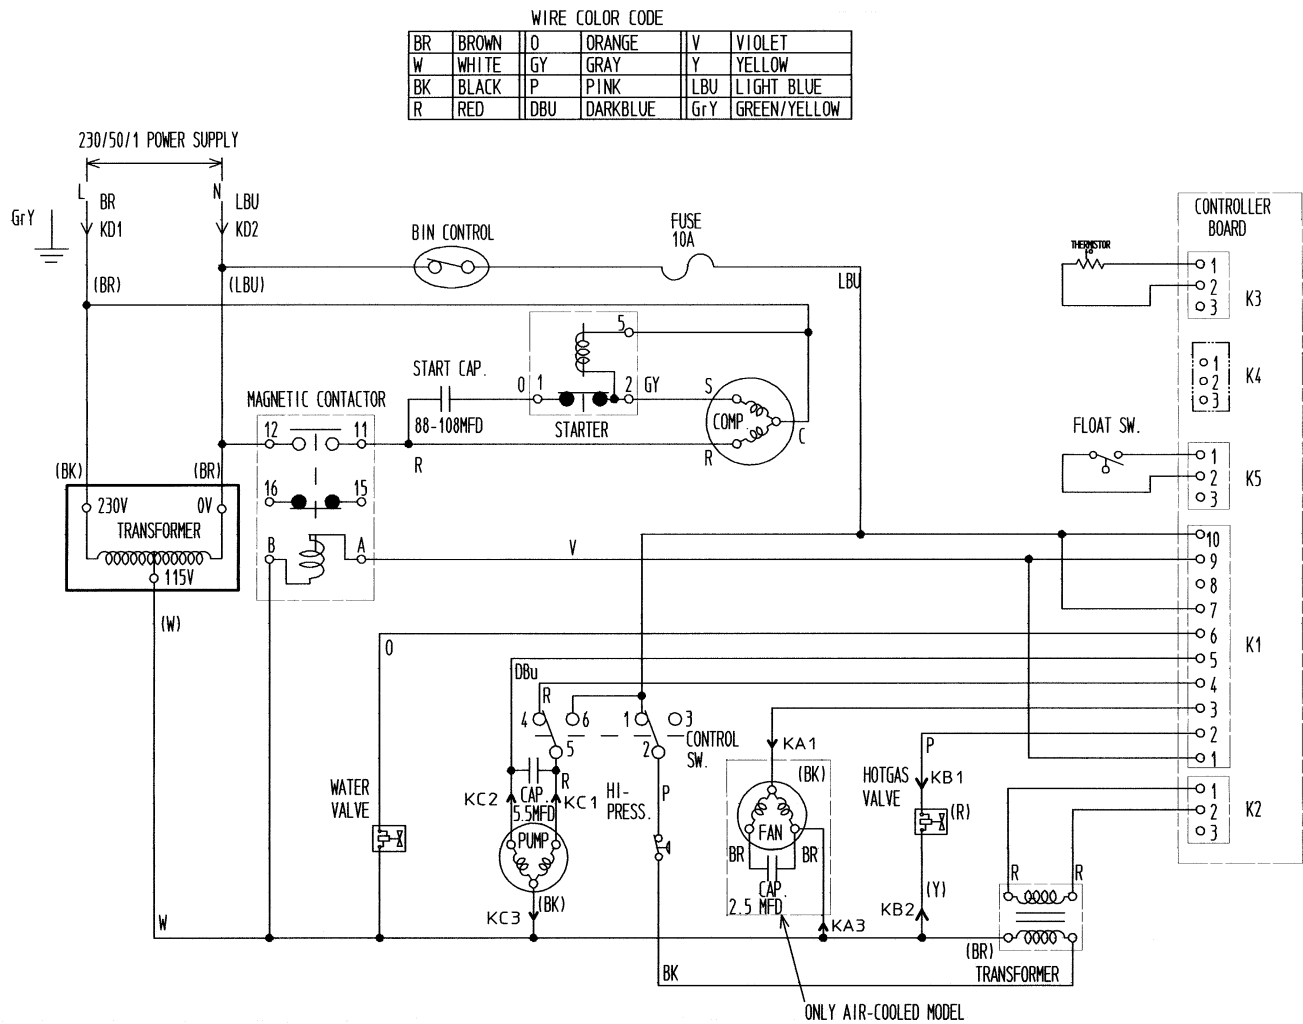 WIRE COLOR CODE
BR BROWN O ORANGE V VIOLET
W WHITE GY GRAY Y YELLOW
BK BLACK P PINK LBU LIGHT BLUE
R RED DBU DARKBLUE GrY GREEN/YELLOW
230/50/1 POWER SUPPLY
L N
BR LBU
GrY KD1 KD2
(BR) (LBU)
BIN CONTROL
FUSE
10A
LBU
CONTROLLER
BOARD
THERMISTOR
1
2
3
K3
1
2
3
K4
FLOAT SW.
1
2
3
K5
START CAP.
88-108MFD
O 1 5 2 GY
STARTER
S
COMP.
R
C
MAGNETIC CONTACTOR
12 11
R
16 15
B A
V
(BK) (BR)
230V 0V
TRANSFORMER
115V
(W)
W
10
9
8
7
6
5
4
3
2
1
K1
O
DBu
R
4 6 1 3
5 2
CONTROL
SW.
WATER
VALVE
R
CAP.
5.5MFD
KC2 KC1
PUMP
KC3 (BK)
HI-
PRESS.
P
BK
KA1
(BK)
FAN
BR BR
CAP.
2.5 MFD
KA3
ONLY AIR-COOLED MODEL
P
HOTGAS
VALVE
KB1
(R)
(Y)
KB2
1
2
3
K2
R R
(BR)
TRANSFORMER